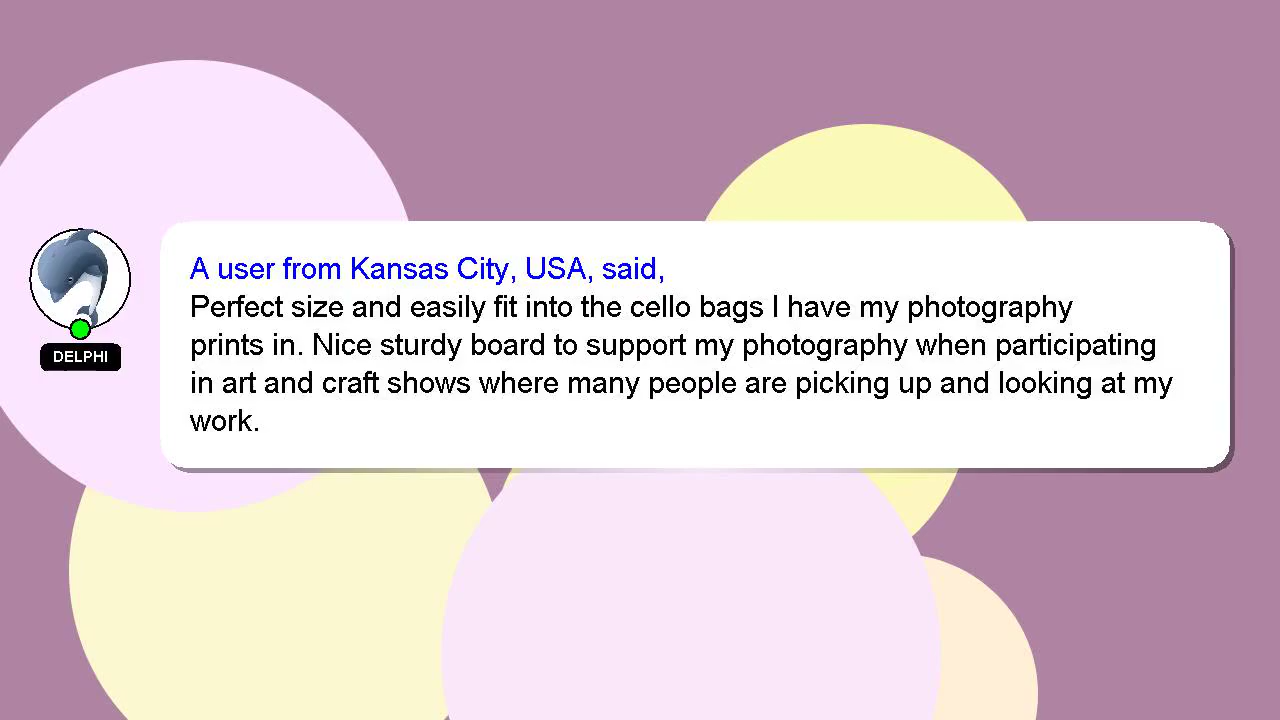 A user from Kansas City, USA, said,
Perfect size and easily fit into the cello bags I have my photography
prints in. Nice sturdy board to support my photography when participating
in art and craft shows where many people are picking up and looking at my
work.
DELPHI